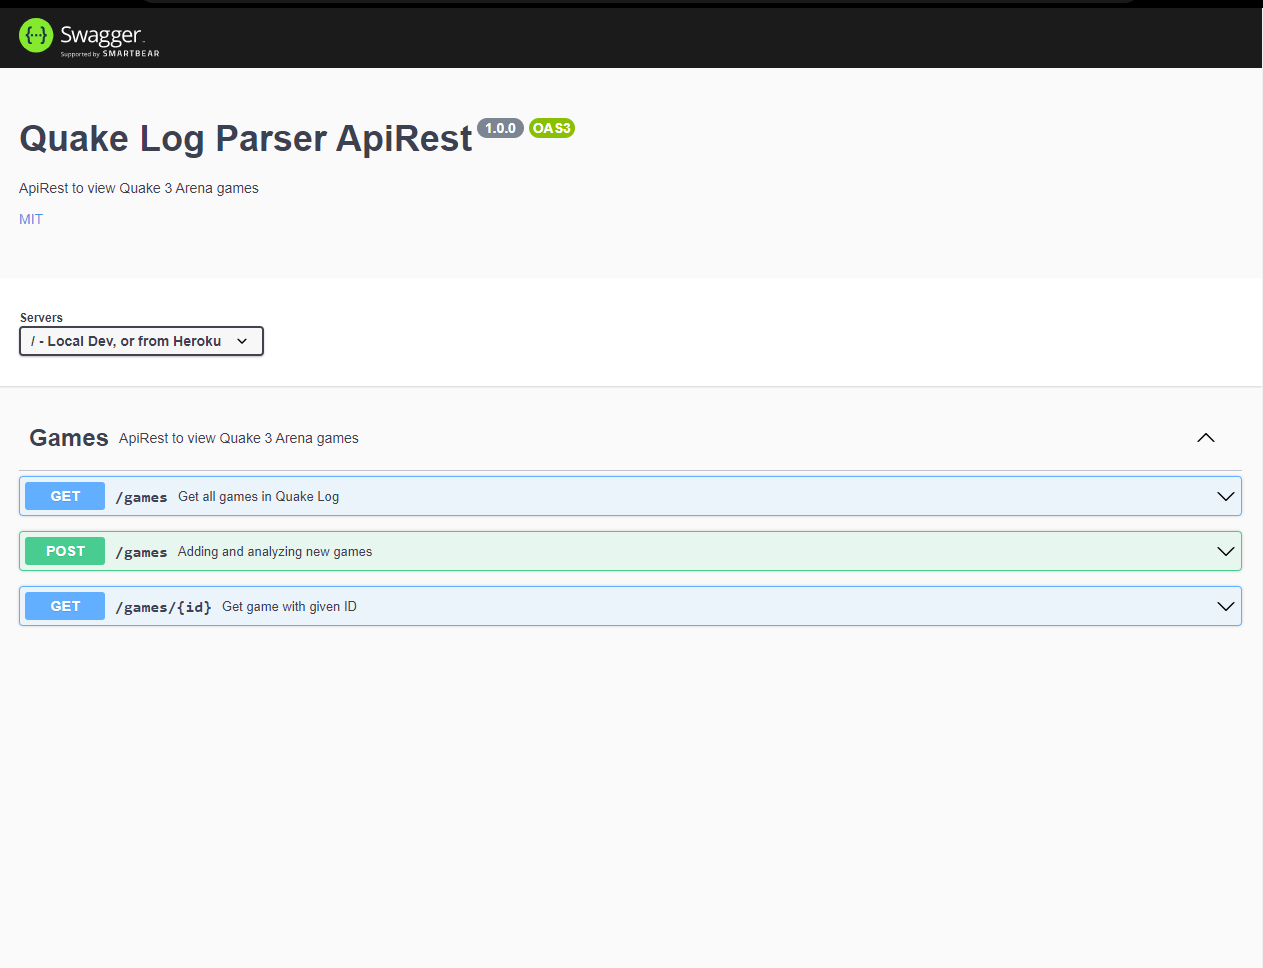 {···} Swagger™
Supported by SMARTBEAR
Quake Log Parser ApiRest 1.0.0 OAS3
ApiRest to view Quake 3 Arena games
MIT
Servers
/ - Local Dev, or from Heroku
Games ApiRest to view Quake 3 Arena games
GET /games Get all games in Quake Log
POST /games Adding and analyzing new games
GET /games/{id} Get game with given ID